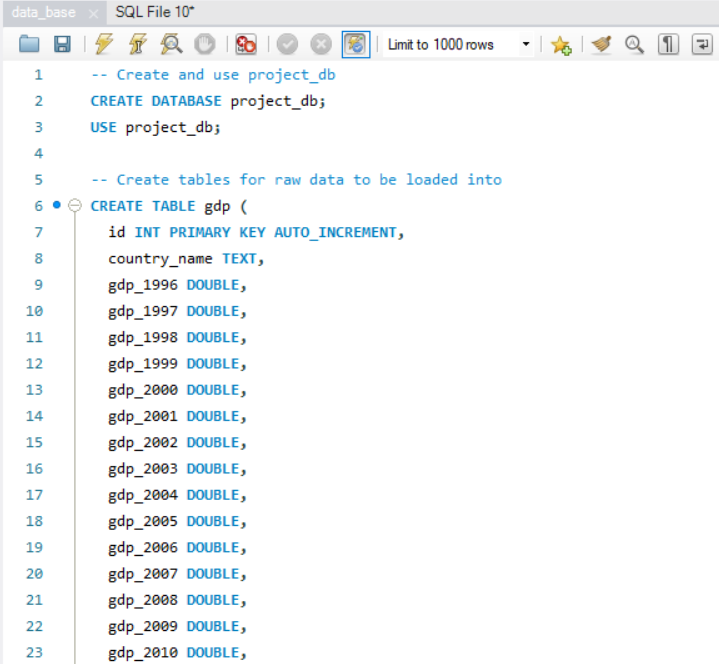 data_base x SQL File 10*
Limit to 1000 rows
1 -- Create and use project_db
2 CREATE DATABASE project_db;
3 USE project_db;
4
5 -- Create tables for raw data to be loaded into
6 CREATE TABLE gdp (
7 id INT PRIMARY KEY AUTO_INCREMENT,
8 country_name TEXT,
9 gdp_1996 DOUBLE,
10 gdp_1997 DOUBLE,
11 gdp_1998 DOUBLE,
12 gdp_1999 DOUBLE,
13 gdp_2000 DOUBLE,
14 gdp_2001 DOUBLE,
15 gdp_2002 DOUBLE,
16 gdp_2003 DOUBLE,
17 gdp_2004 DOUBLE,
18 gdp_2005 DOUBLE,
19 gdp_2006 DOUBLE,
20 gdp_2007 DOUBLE,
21 gdp_2008 DOUBLE,
22 gdp_2009 DOUBLE,
23 gdp_2010 DOUBLE,